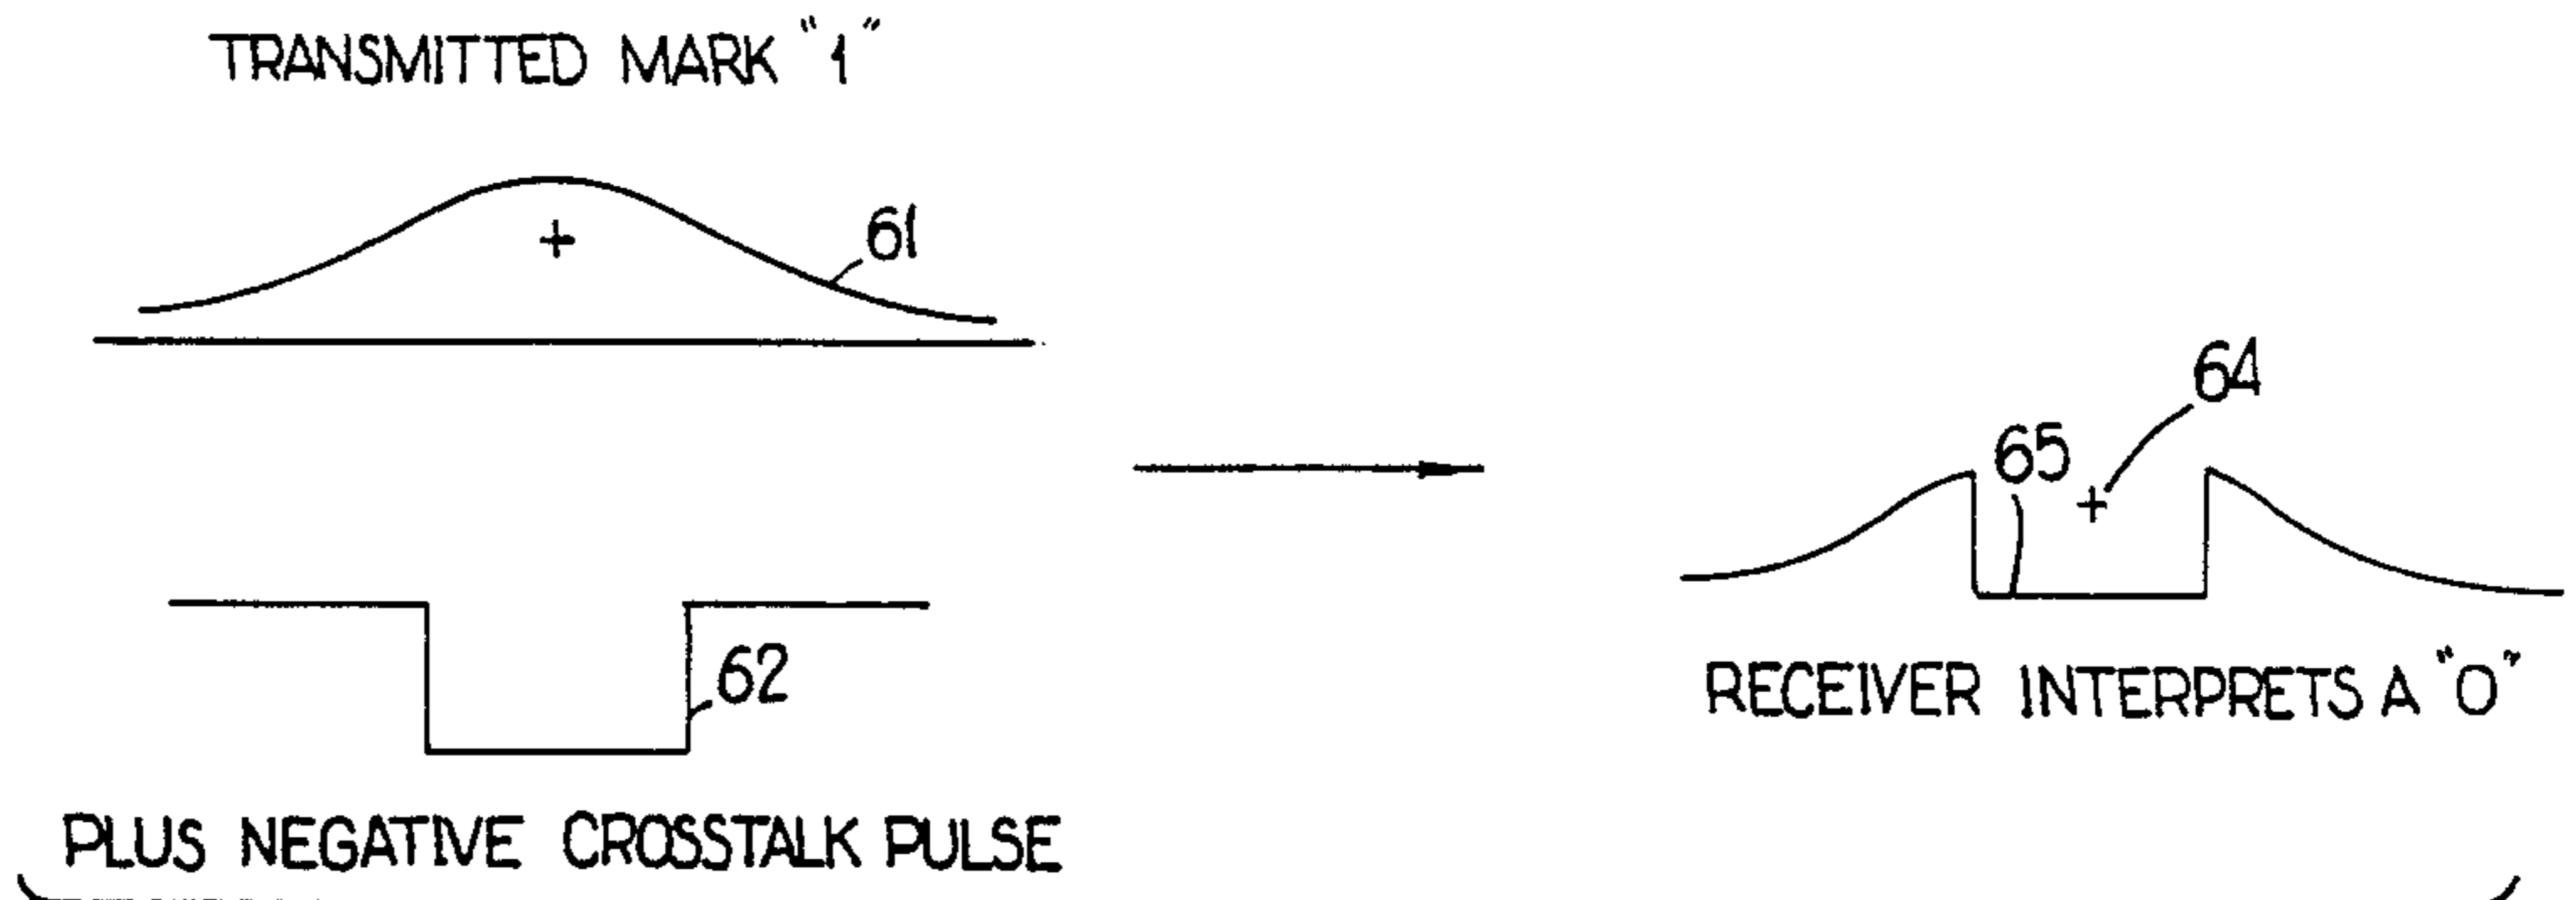 TRANSMITTED MARK "1"
+
61
62
PLUS NEGATIVE CROSSTALK PULSE
64
65
+
RECEIVER INTERPRETS A "0"